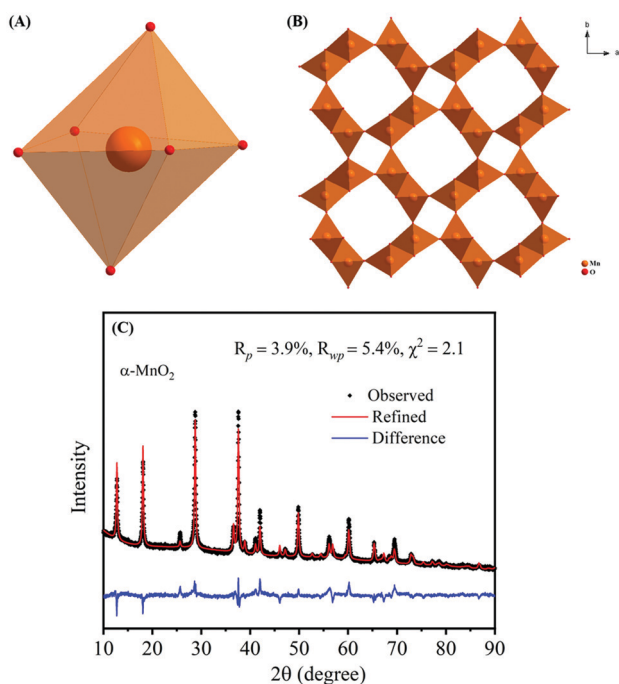 (A)
(B)
b
a
Mn
O
(C)
R_p = 3.9%, R_wp = 5.4%, χ² = 2.1
α-MnO₂
Observed
Refined
Difference
Intensity
10 20 30 40 50 60 70 80 90
2θ (degree)